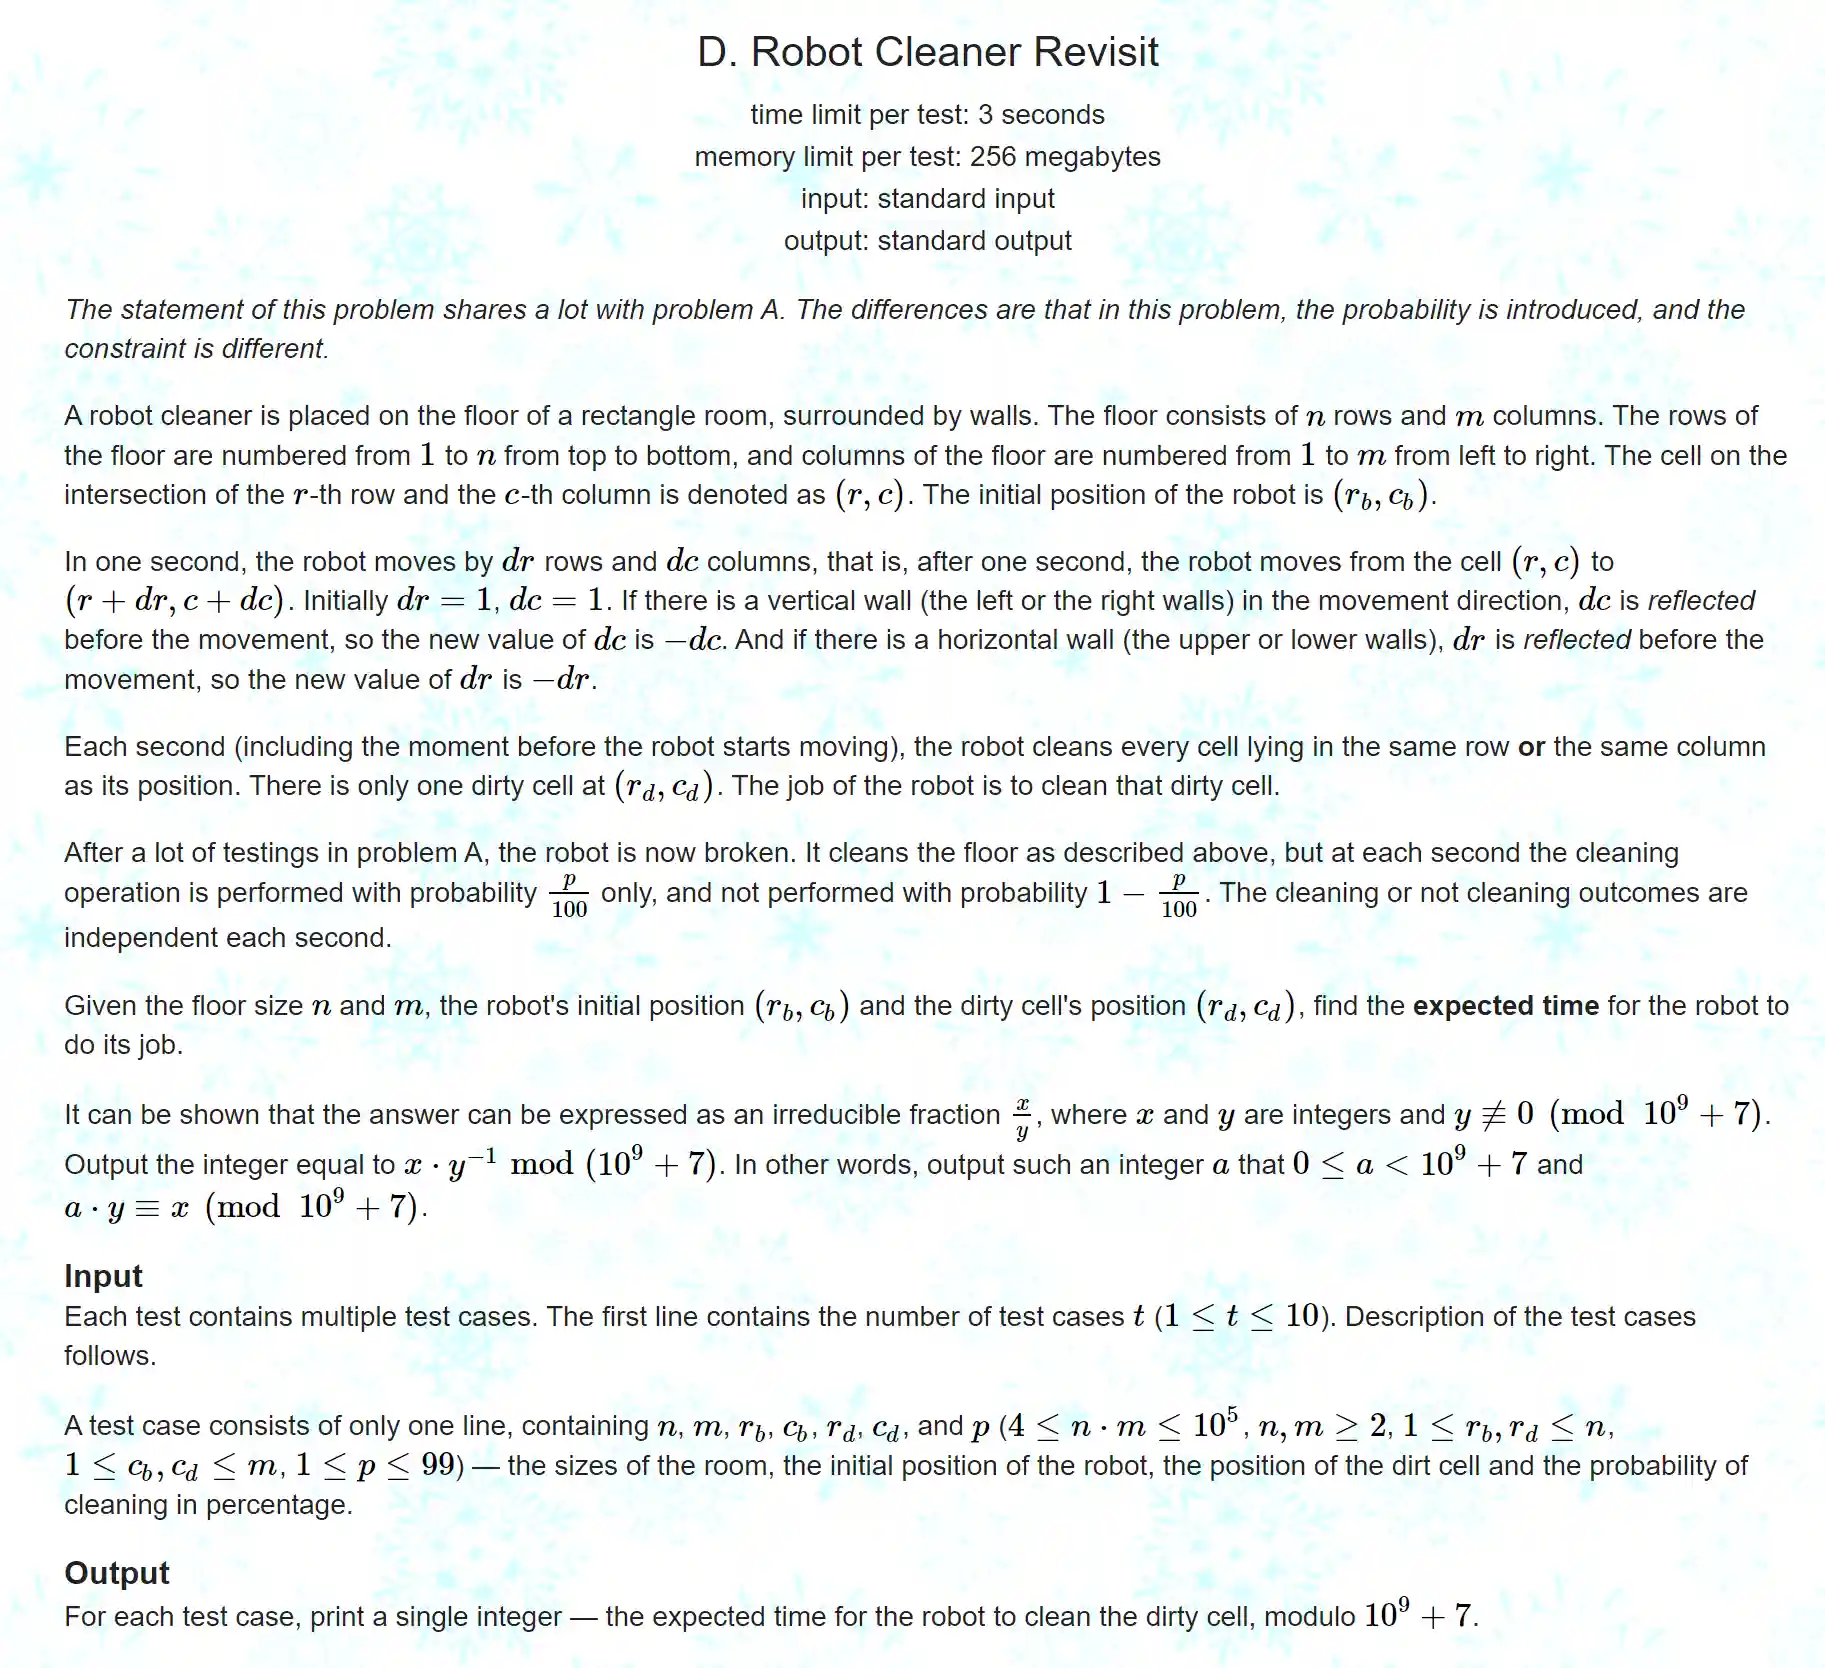 D. Robot Cleaner Revisit
time limit per test: 3 seconds
memory limit per test: 256 megabytes
input: standard input
output: standard output
The statement of this problem shares a lot with problem A. The differences are that in this problem, the probability is introduced, and the
constraint is different.
A robot cleaner is placed on the floor of a rectangle room, surrounded by walls. The floor consists of $n$ rows and $m$ columns. The rows of
the floor are numbered from $1$ to $n$ from top to bottom, and columns of the floor are numbered from $1$ to $m$ from left to right. The cell on the
intersection of the $r$-th row and the $c$-th column is denoted as $(r, c)$. The initial position of the robot is $(r_b, c_b)$.
In one second, the robot moves by $dr$ rows and $dc$ columns, that is, after one second, the robot moves from the cell $(r, c)$ to
$(r + dr, c + dc)$. Initially $dr = 1$, $dc = 1$. If there is a vertical wall (the left or the right walls) in the movement direction, $dc$ is reflected
before the movement, so the new value of $dc$ is $-dc$. And if there is a horizontal wall (the upper or lower walls), $dr$ is reflected before the
movement, so the new value of $dr$ is $-dr$.
Each second (including the moment before the robot starts moving), the robot cleans every cell lying in the same row or the same column
as its position. There is only one dirty cell at $(r_d, c_d)$. The job of the robot is to clean that dirty cell.
After a lot of testings in problem A, the robot is now broken. It cleans the floor as described above, but at each second the cleaning
operation is performed with probability $\frac{p}{100}$ only, and not performed with probability $1 - \frac{p}{100}$. The cleaning or not cleaning outcomes are
independent each second.
Given the floor size $n$ and $m$, the robot's initial position $(r_b, c_b)$ and the dirty cell's position $(r_d, c_d)$, find the expected time for the robot to
do its job.
It can be shown that the answer can be expressed as an irreducible fraction $\frac{x}{y}$, where $x$ and $y$ are integers and $y \not\equiv 0 \pmod{10^9 + 7}$.
Output the integer equal to $x \cdot y^{-1} \bmod (10^9 + 7)$. In other words, output such an integer $a$ that $0 \le a < 10^9 + 7$ and
$a \cdot y \equiv x \pmod{10^9 + 7}$.
Input
Each test contains multiple test cases. The first line contains the number of test cases $t$ ($1 \le t \le 10$). Description of the test cases
follows.
A test case consists of only one line, containing $n$, $m$, $r_b$, $c_b$, $r_d$, $c_d$, and $p$ ($4 \le n \cdot m \le 10^5$, $n, m \ge 2$, $1 \le r_b, r_d \le n$,
$1 \le c_b, c_d \le m$, $1 \le p \le 99$) — the sizes of the room, the initial position of the robot, the position of the dirt cell and the probability of
cleaning in percentage.
Output
For each test case, print a single integer — the expected time for the robot to clean the dirty cell, modulo $10^9 + 7$.